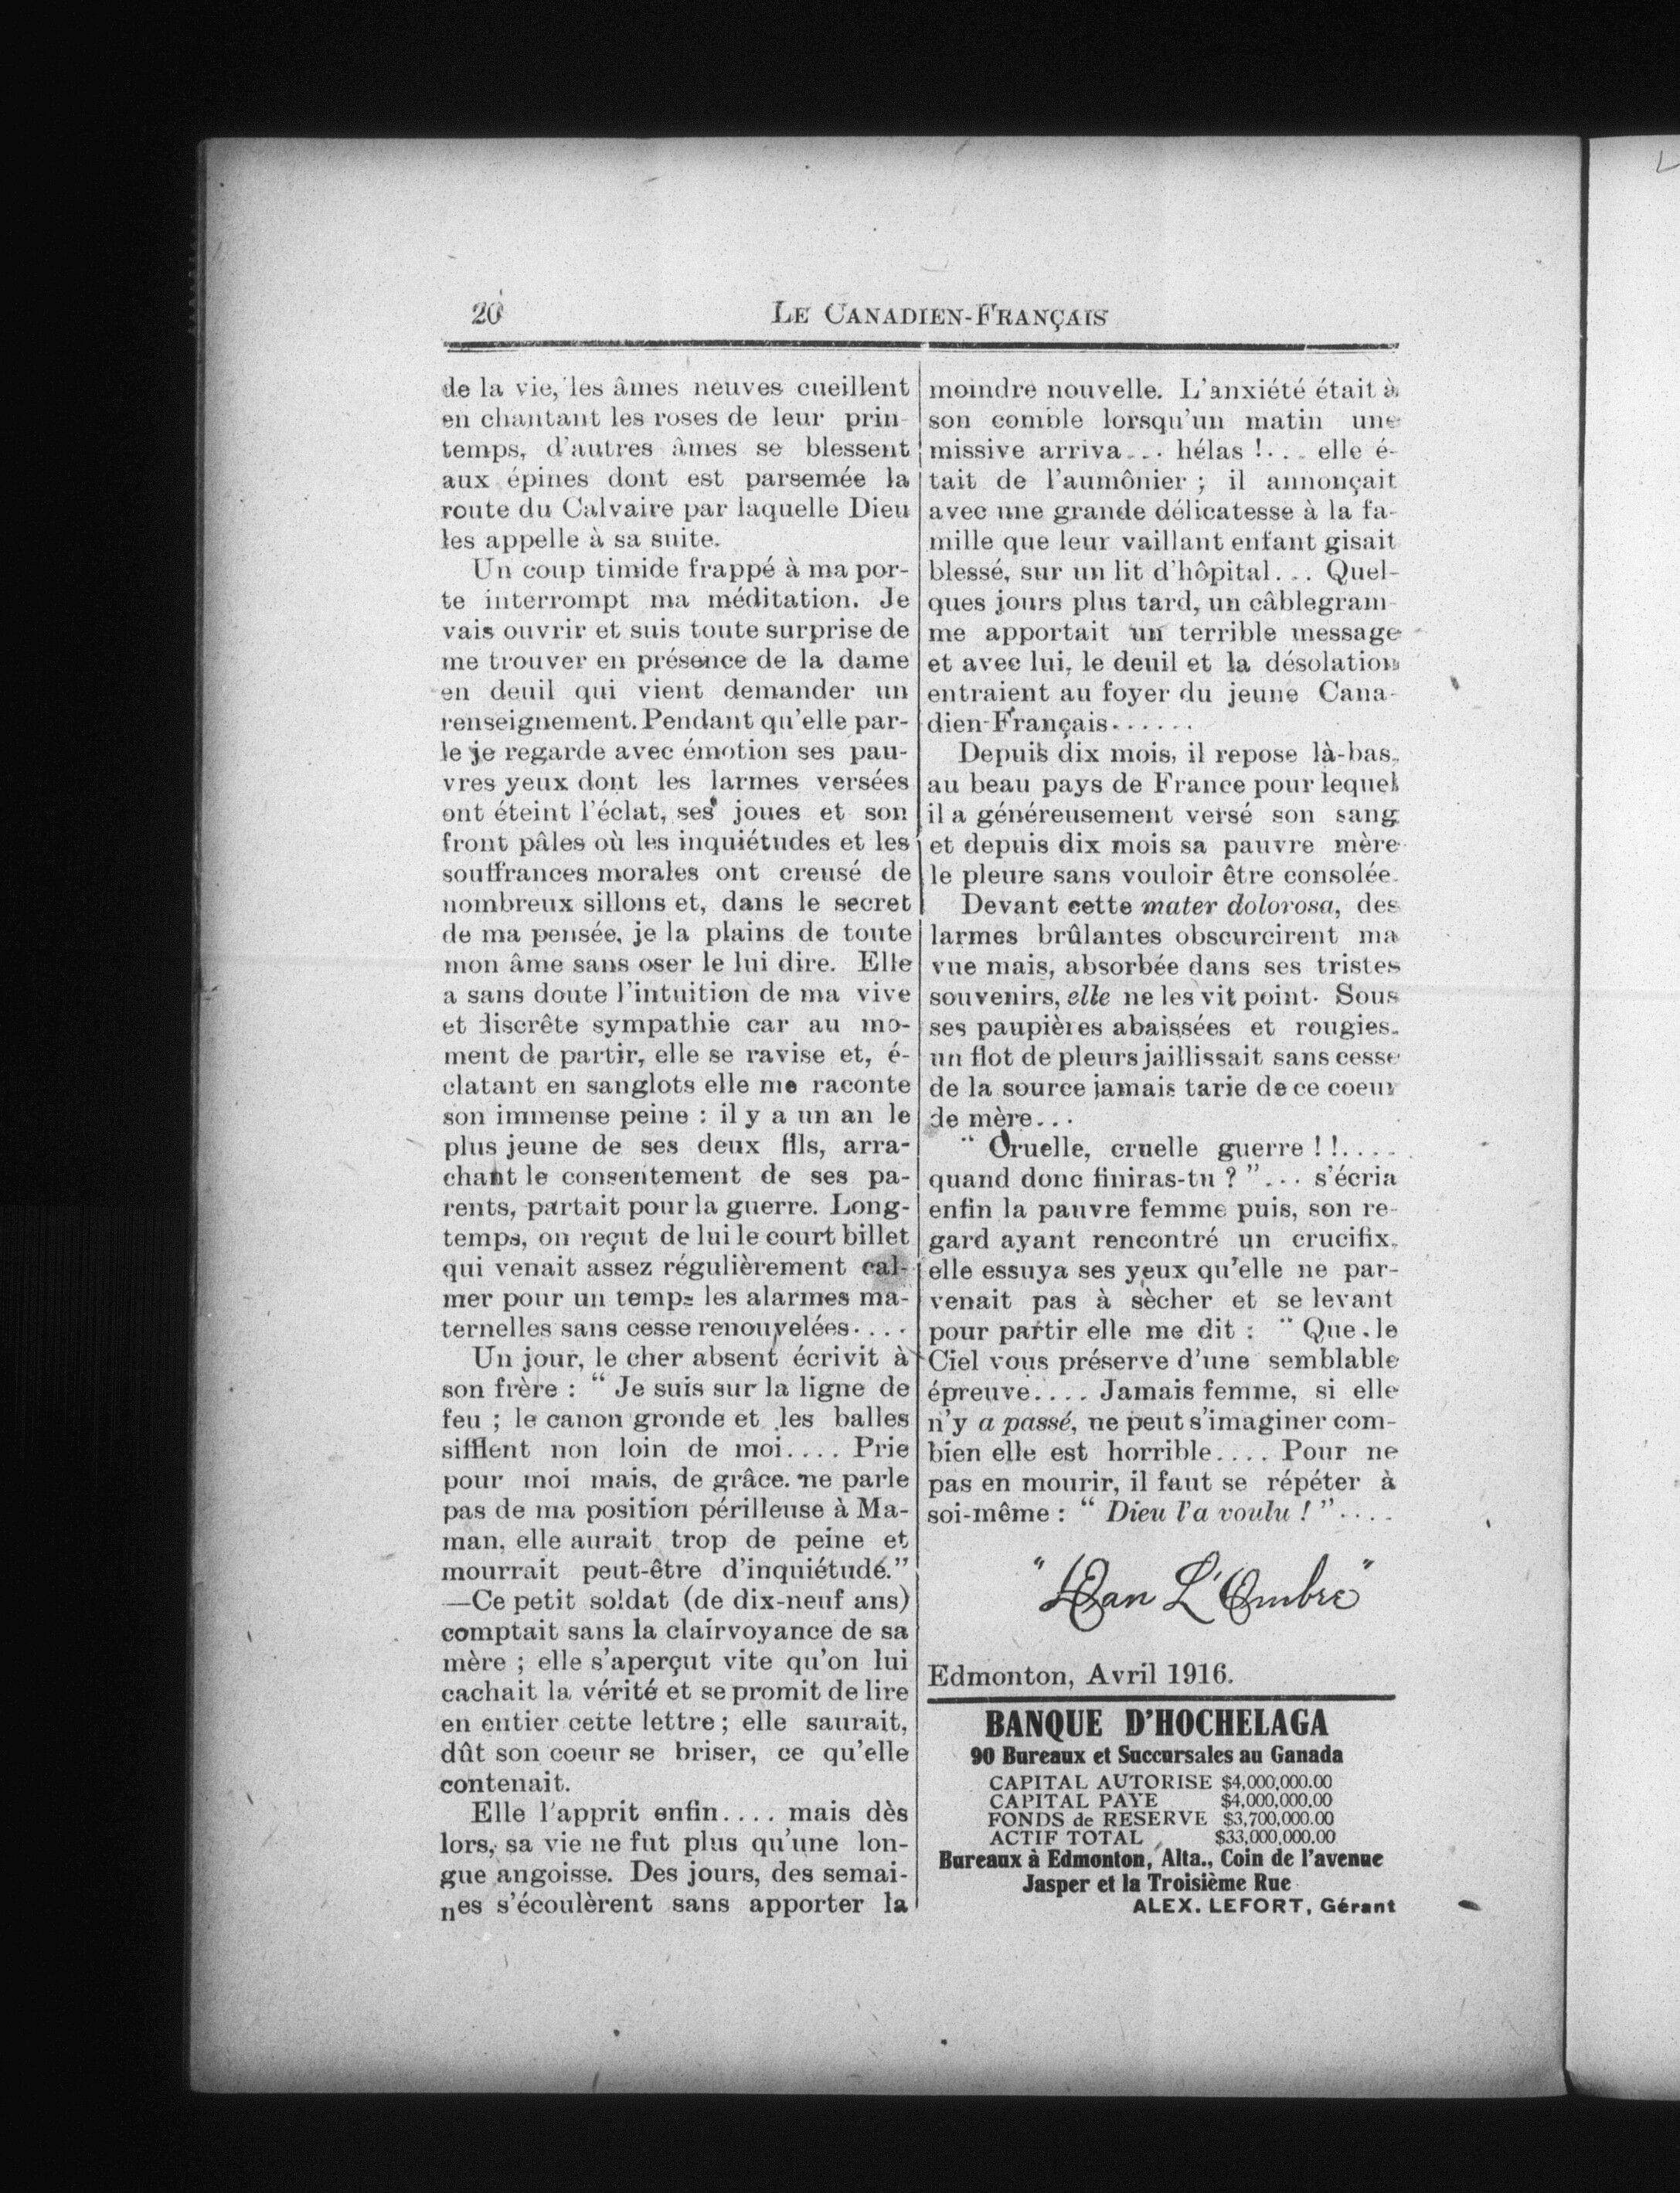 20
LE CANADIEN-FRANÇAIS
de la vie, les âmes neuves cueillent
en chantant les roses de leur prin-
temps, d'autres âmes se blessent
aux épines dont est parsemée la
route du Calvaire par laquelle Dieu
les appelle à sa suite.
Un coup timide frappé à ma por-
te interrompt ma méditation. Je
vais ouvrir et suis toute surprise de
me trouver en présence de la dame
en deuil qui vient demander un
renseignement. Pendant qu'elle par-
le je regarde avec émotion ses pau-
vres yeux dont les larmes versées
ont éteint l'éclat, ses joues et son
front pâles où les inquiétudes et les
souffrances morales ont creusé de
nombreux sillons et, dans le secret
de ma pensée, je la plains de toute
mon âme sans oser le lui dire. Elle
a sans doute l'intuition de ma vive
et discrête sympathie car au mo-
ment de partir, elle se ravise et, é-
clatant en sanglots elle me raconte
son immense peine : il y a un an le
plus jeune de ses deux fils, arra-
chant le consentement de ses pa-
rents, partait pour la guerre. Long-
temps, on reçut de lui le court billet
qui venait assez régulièrement cal-
mer pour un temps les alarmes ma-
ternelles sans cesse renouvelées....
Un jour, le cher absent écrivit à
son frère : " Je suis sur la ligne de
feu ; le canon gronde et les balles
sifflent non loin de moi.... Prie
pour moi mais, de grâce. ne parle
pas de ma position périlleuse à Ma-
man, elle aurait trop de peine et
mourrait peut-être d'inquiétude."
—Ce petit soldat (de dix-neuf ans)
comptait sans la clairvoyance de sa
mère ; elle s'aperçut vite qu'on lui
cachait la vérité et se promit de lire
en entier cette lettre ; elle saurait,
dût son coeur se briser, ce qu'elle
contenait.
Elle l'apprit enfin.... mais dès
lors, sa vie ne fut plus qu'une lon-
gue angoisse. Des jours, des semai-
nes s'écoulèrent sans apporter la
moindre nouvelle. L'anxiété était à
son comble lorsqu'un matin une
missive arriva... hélas !... elle é-
tait de l'aumônier ; il annonçait
avec une grande délicatesse à la fa-
mille que leur vaillant enfant gisait
blessé, sur un lit d'hôpital... Quel-
ques jours plus tard, un câblegram-
me apportait un terrible message
et avec lui, le deuil et la désolation
entraient au foyer du jeune Cana-
dien-Français......
Depuis dix mois, il repose là-bas,
au beau pays de France pour lequel
il a généreusement versé son sang
et depuis dix mois sa pauvre mère
le pleure sans vouloir être consolée.
Devant cette mater dolorosa, des
larmes brûlantes obscurcirent ma
vue mais, absorbée dans ses tristes
souvenirs, elle ne les vit point. Sous
ses paupières abaissées et rougies,
un flot de pleurs jaillissait sans cesse
de la source jamais tarie de ce coeur
de mère...
" Cruelle, cruelle guerre ! !....
quand donc finiras-tu ? "... s'écria
enfin la pauvre femme puis, son re-
gard ayant rencontré un crucifix,
elle essuya ses yeux qu'elle ne par-
venait pas à sècher et se levant
pour partir elle me dit : " Que le
Ciel vous préserve d'une semblable
épreuve.... Jamais femme, si elle
n'y a passé, ne peut s'imaginer com-
bien elle est horrible.... Pour ne
pas en mourir, il faut se répéter à
soi-même : " Dieu l'a voulu ! "....
L'Ombre"
Edmonton, Avril 1916.
BANQUE D'HOCHELAGA
90 Bureaux et Succursales au Ganada
CAPITAL AUTORISE $4,000,000.00
CAPITAL PAYE $4,000,000.00
FONDS de RESERVE $3,700,000.00
ACTIF TOTAL $33,000,000.00
Bureaux à Edmonton, Alta., Coin de l'avenue
Jasper et la Troisième Rue
ALEX. LEFORT, Gérant